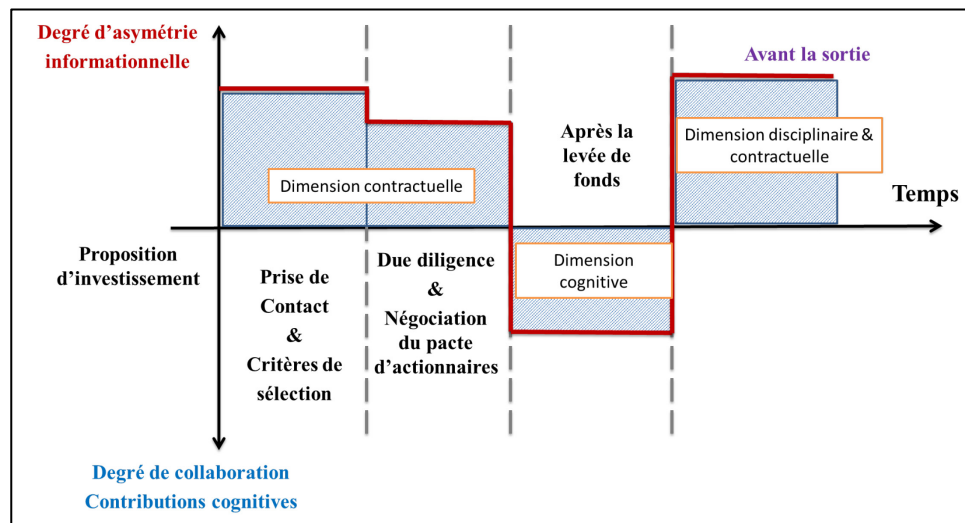 Degré d'asymétrie
informationnelle
Avant la sortie
Après la
levée de
fonds
Dimension disciplinaire &
contractuelle
Dimension contractuelle
Temps
Proposition
d'investissement
Prise de
Contact
&
Critères de
sélection
Due diligence
&
Négociation
du pacte
d'actionnaires
Dimension
cognitive
Degré de collaboration
Contributions cognitives